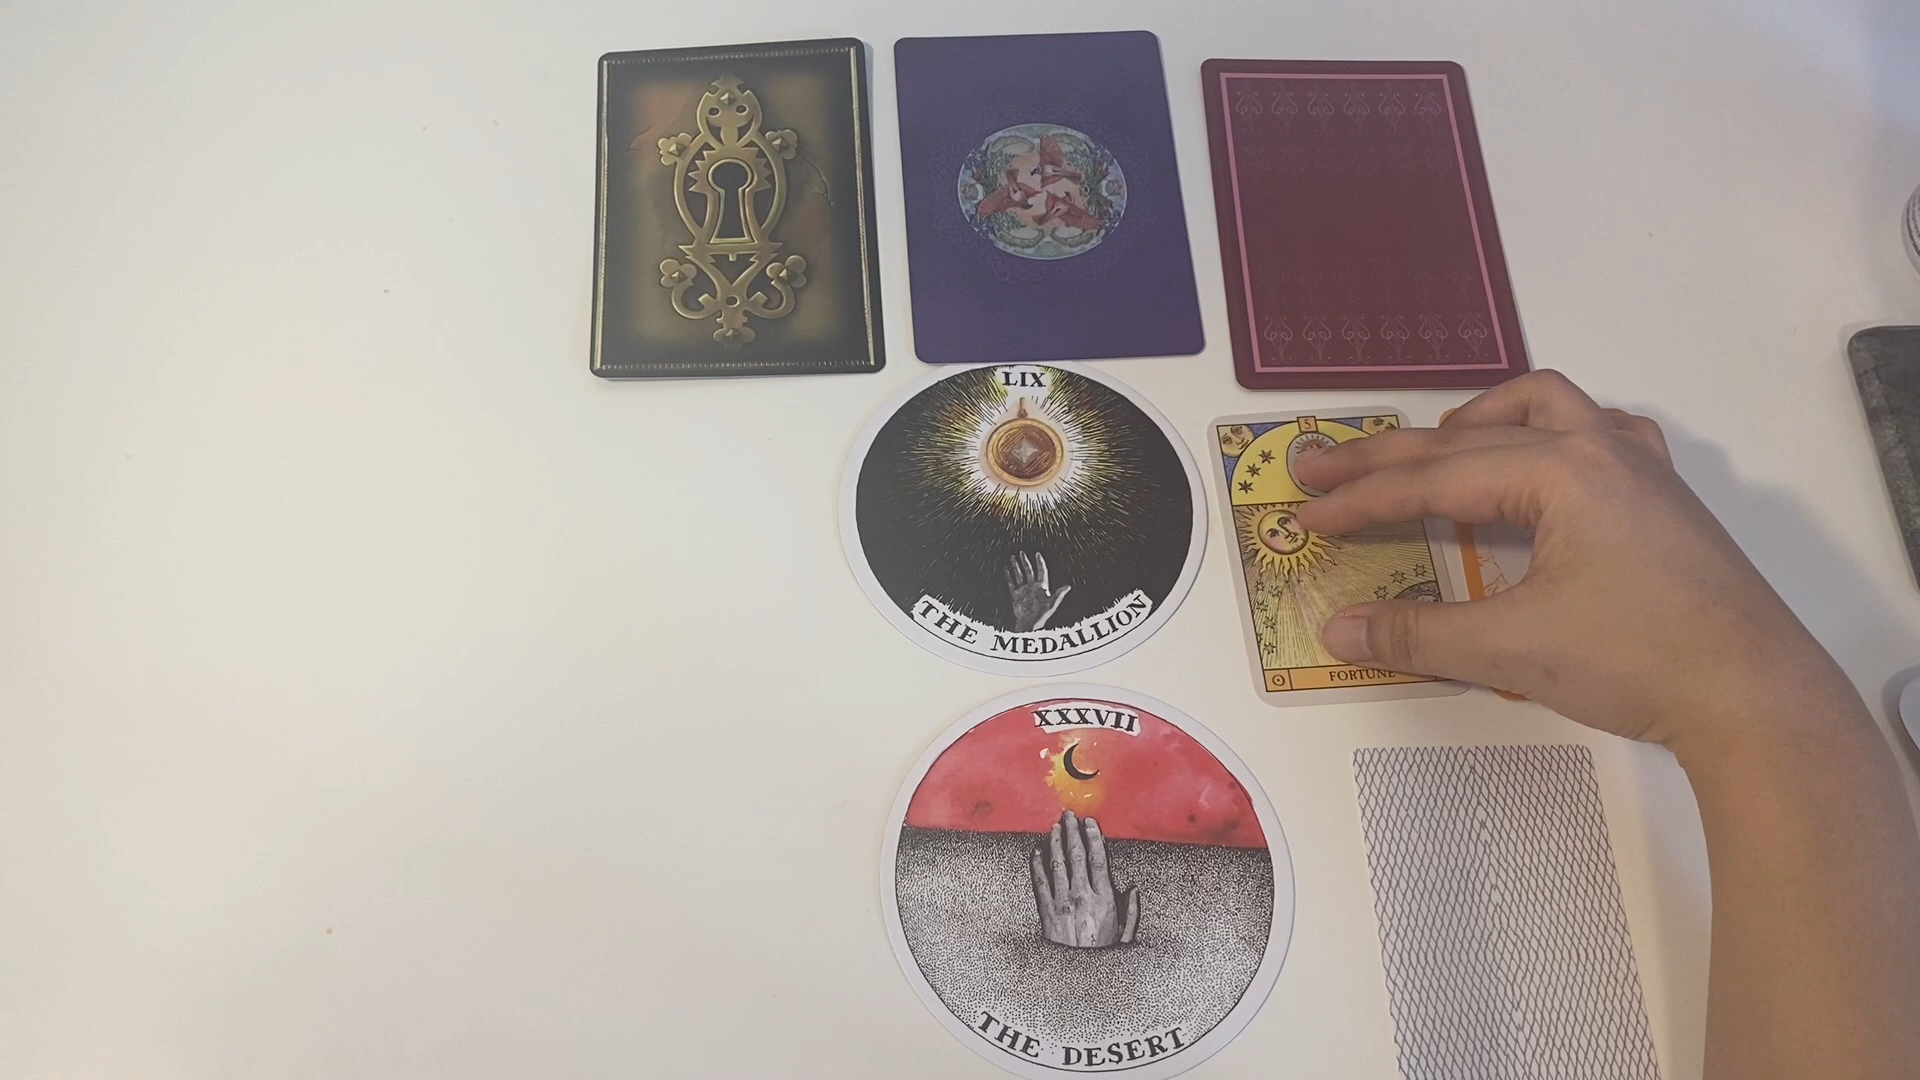 LIX
THE MEDALLION
5
FORTUNE
XXXVII
THE DESERT